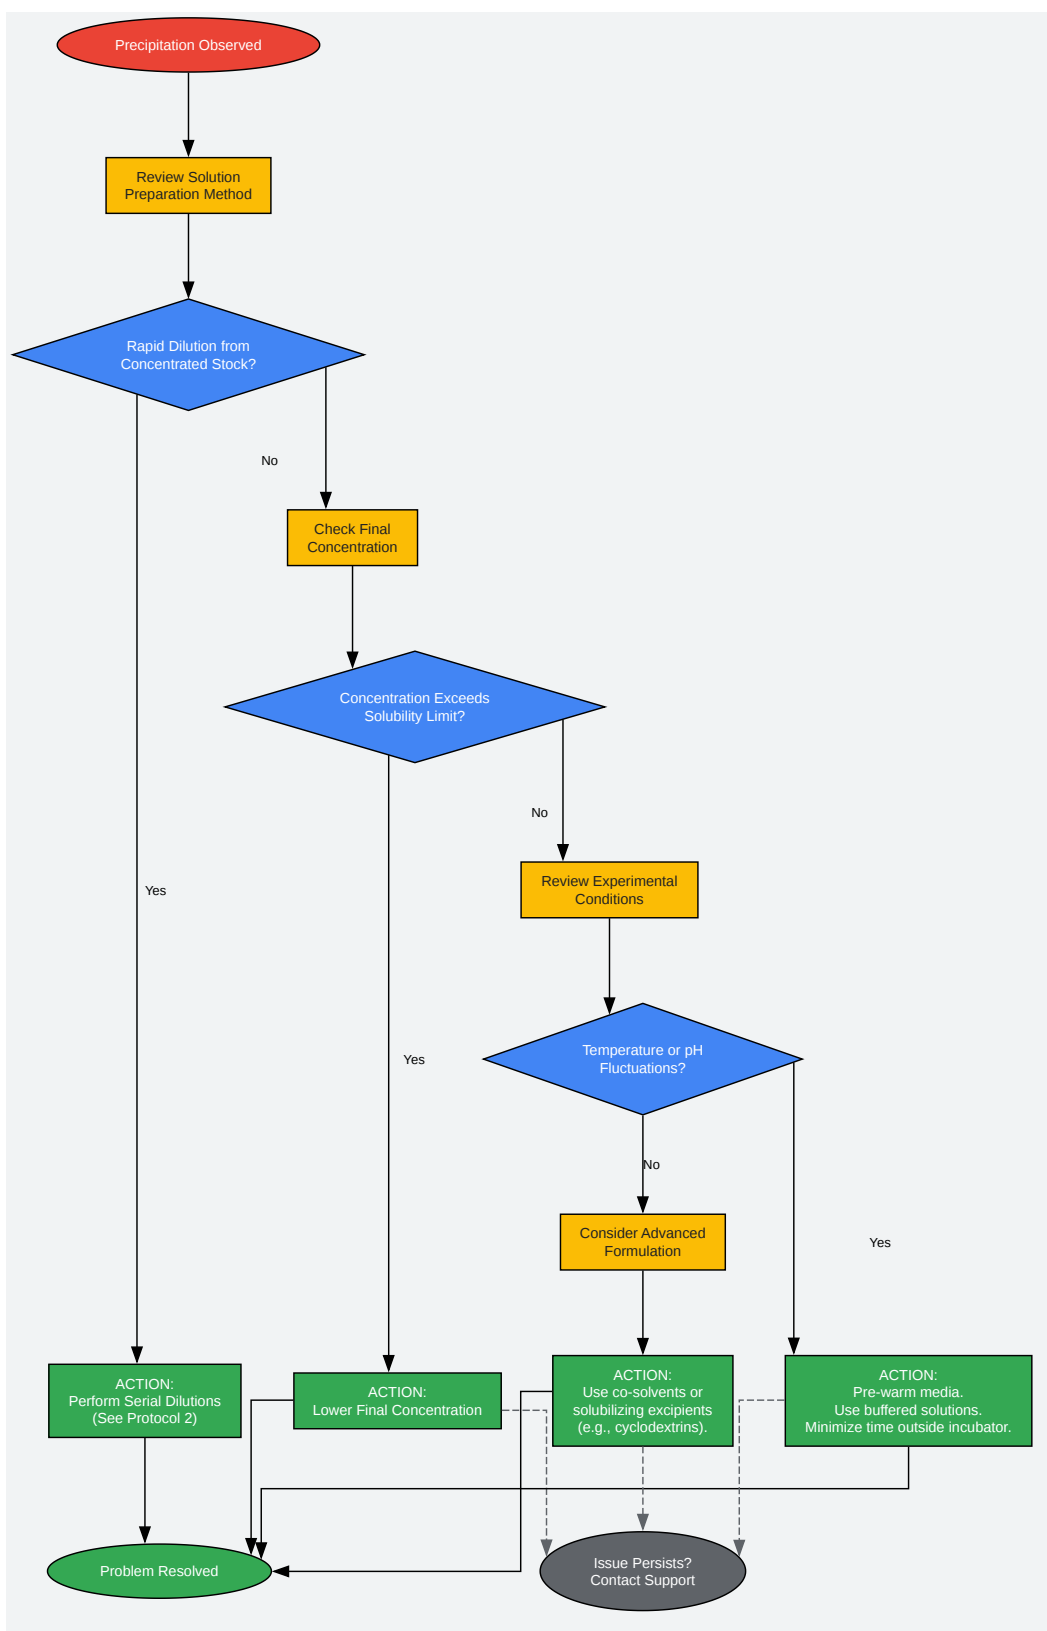 Precipitation Observed
Review Solution
Preparation Method
Rapid Dilution from
Concentrated Stock?
No
Check Final
Concentration
Concentration Exceeds
Solubility Limit?
No
Review Experimental
Conditions
Yes
Temperature or pH
Fluctuations?
Yes
No
Consider Advanced
Formulation
Yes
ACTION:
Perform Serial Dilutions
(See Protocol 2)
ACTION:
Lower Final Concentration
ACTION:
Use co-solvents or
solubilizing excipients
(e.g., cyclodextrins).
ACTION:
Pre-warm media.
Use buffered solutions.
Minimize time outside incubator.
Problem Resolved
Issue Persists?
Contact Support